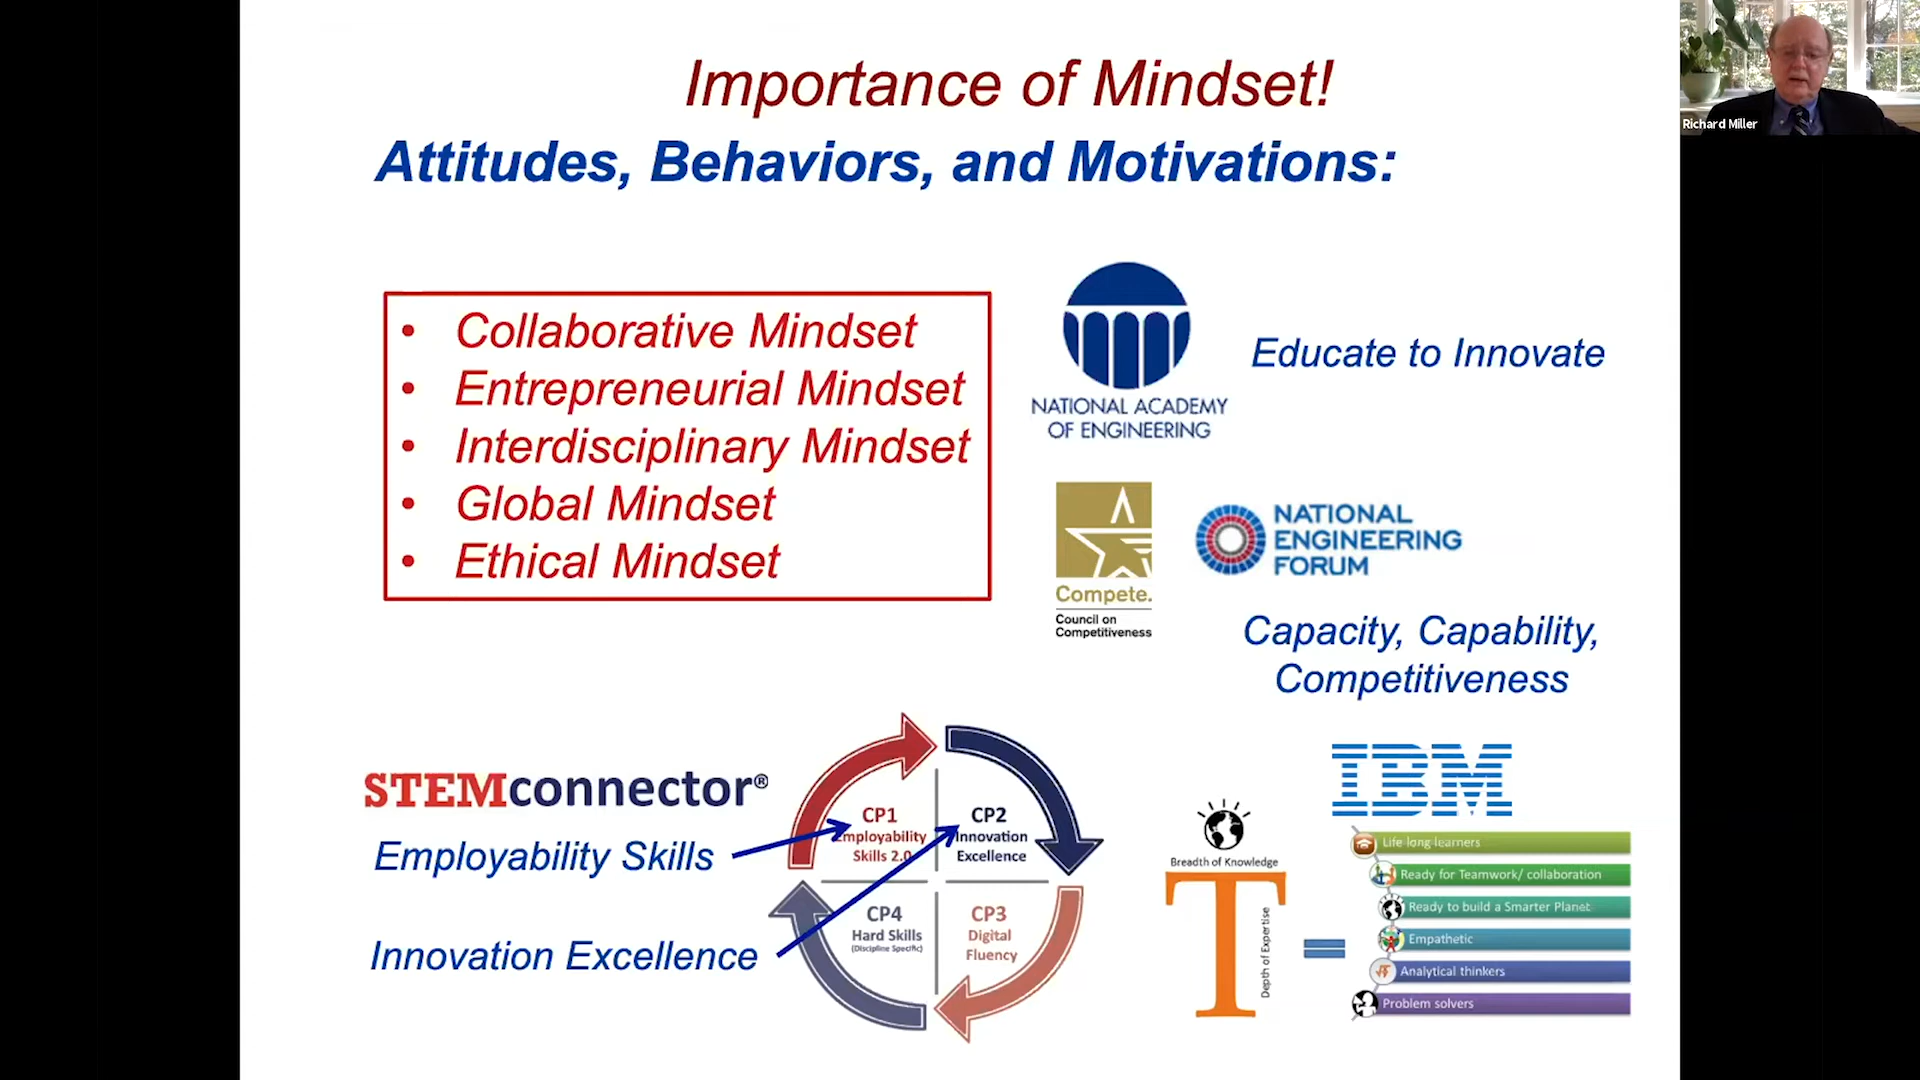 Importance of Mindset!
Attitudes, Behaviors, and Motivations:
Richard Miller
• Collaborative Mindset
• Entrepreneurial Mindset
• Interdisciplinary Mindset
• Global Mindset
• Ethical Mindset
NATIONAL ACADEMY
OF ENGINEERING
Educate to Innovate
Compete.
Council on
Competitiveness
NATIONAL
ENGINEERING
FORUM
Capacity, Capability,
Competitiveness
STEMconnector®
Employability Skills
Innovation Excellence
CP1
Employability
Skills 2.0
CP2
Innovation
Excellence
CP4
Hard Skills
(Discipline Specific)
CP3
Digital
Fluency
IBM
Breadth of Knowledge
T
Depth of Expertise
=
Life long learners
Ready for Teamwork/ collaboration
Ready to build a Smarter Planet
Empathetic
Analytical thinkers
Problem solvers